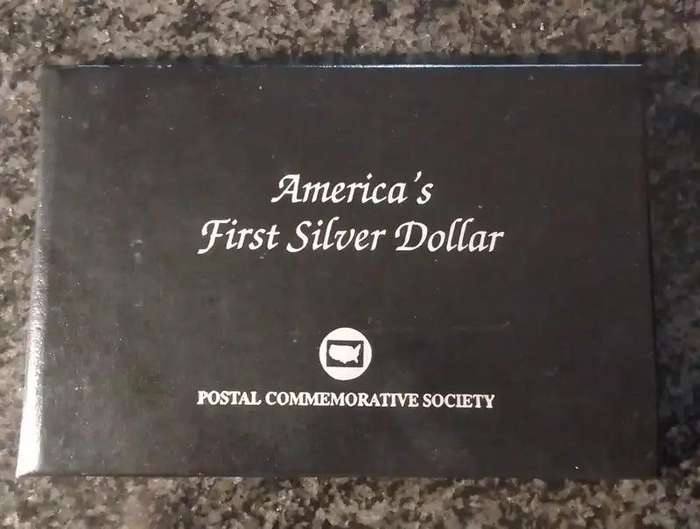 America's
First Silver Dollar
POSTAL COMMEMORATIVE SOCIETY